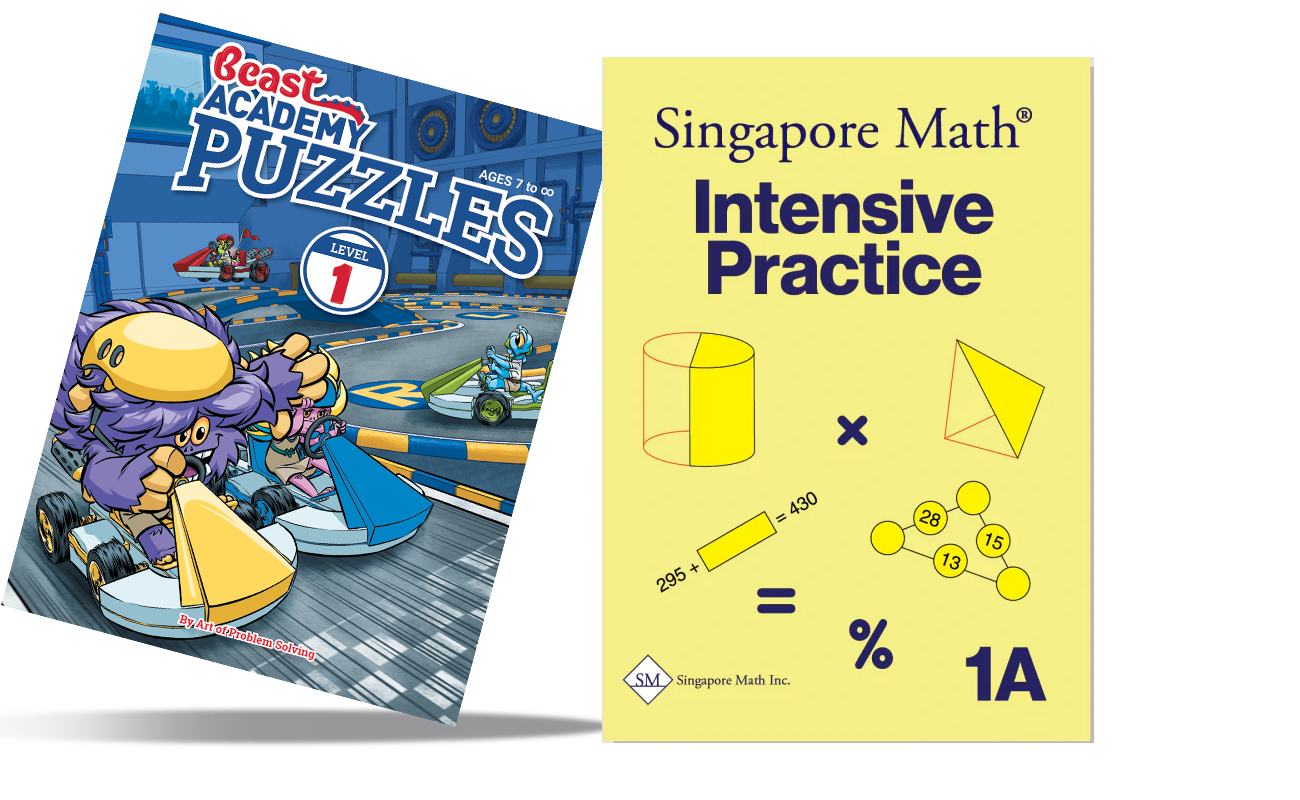 Beast
ACADEMY
PUZZLES
AGES 7 to ∞
LEVEL
1
By Art of Problem Solving
Singapore Math®
Intensive
Practice
×
295 + = 430
28
15
13
=
%
SM Singapore Math Inc.
1A